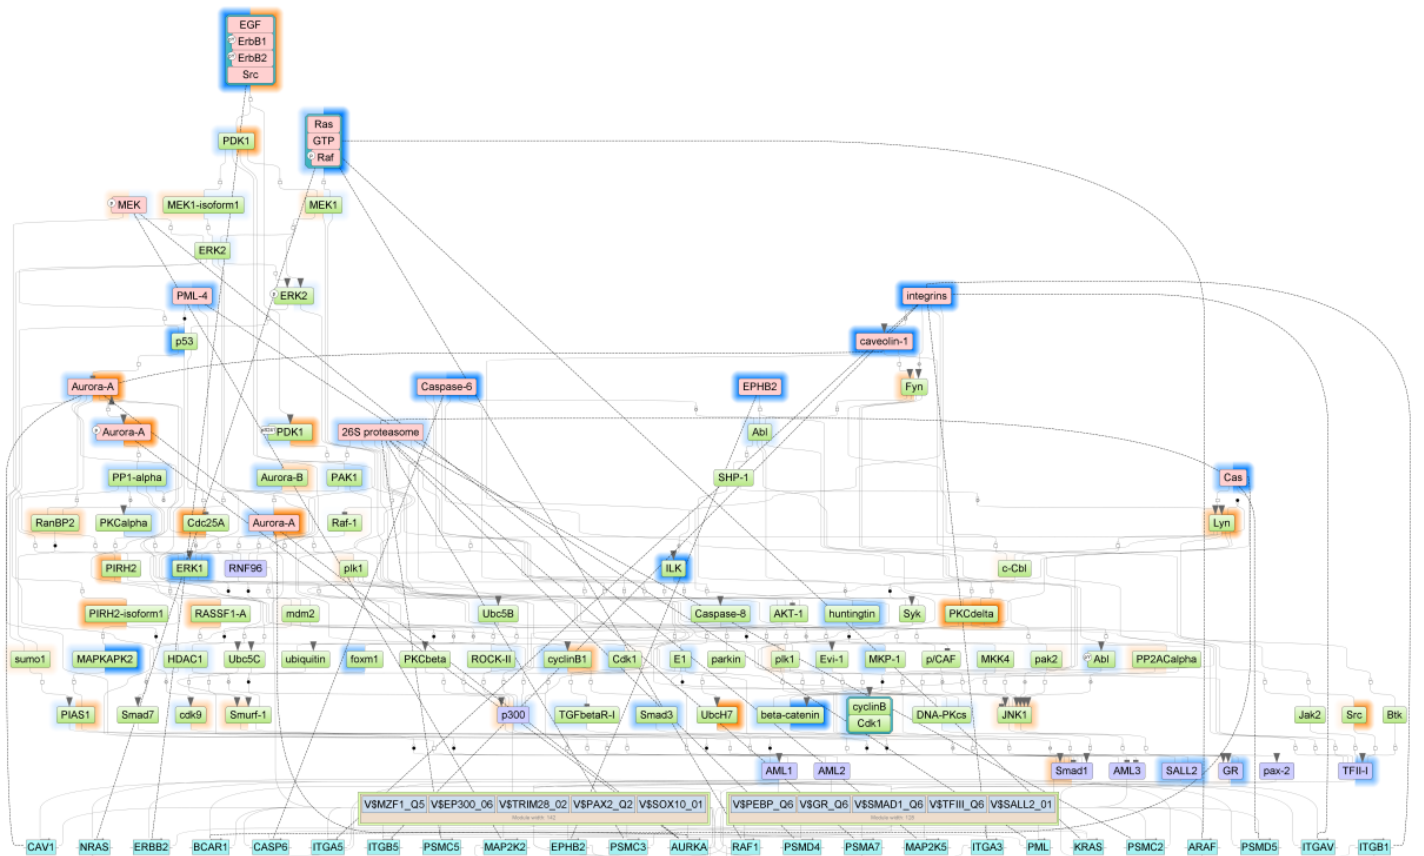 EGF
ErbB1
ErbB2
Src
Ras
PDK1
GTP
Raf
MEK
MEK1-isoform1
MEK1
ERK2
PML-4
ERK2
integrins
p53
caveolin-1
Aurora-A
Caspase-6
EPHB2
Fyn
Aurora-A
PDK1
26S proteasome
Abl
PP1-alpha
Aurora-B
PAK1
SHP-1
Cas
RanBP2
PKCalpha
Cdc25A
Aurora-A
Raf-1
Lyn
PIRH2
ERK1
RNF96
plk1
ILK
c-Cbl
PIRH2-isoform1
RASSF1-A
mdm2
Ubc5B
Caspase-8
AKT-1
huntingtin
Syk
PKCdelta
sumo1
MAPKAPK2
HDAC1
Ubc5C
ubiquitin
foxm1
PKCbeta
ROCK-II
cyclinB1
Cdk1
E1
parkin
plk1
Evi-1
MKP-1
p/CAF
MKK4
pak2
Abl
PP2ACalpha
PIAS1
Smad7
cdk9
Smurf-1
p300
TGFbetaR-I
Smad3
UbcH7
beta-catenin
cyclinB
Cdk1
DNA-PKcs
JNK1
Jak2
Src
Btk
AML1
AML2
Smad1
AML3
SALL2
GR
pax-2
TFII-I
V$MZF1_Q5 V$EP300_06 V$TRIM28_02 V$PAX2_Q2 V$SOX10_01
V$PEBP_Q6 V$GR_Q6 V$SMAD1_Q6 V$TFIII_Q6 V$SALL2_01
CAV1 NRAS ERBB2 BCAR1 CASP6 ITGA5 ITGB5 PSMC5 MAP2K2 EPHB2 PSMC3 AURKA RAF1 PSMD4 PSMA7 MAP2K5 ITGA3 PML KRAS PSMC2 ARAF PSMD5 ITGAV ITGB1